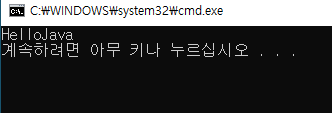 C:₩WINDOWS₩system32₩cmd.exe
HelloJava
계속하려면 아무 키나 누르십시오 . . .